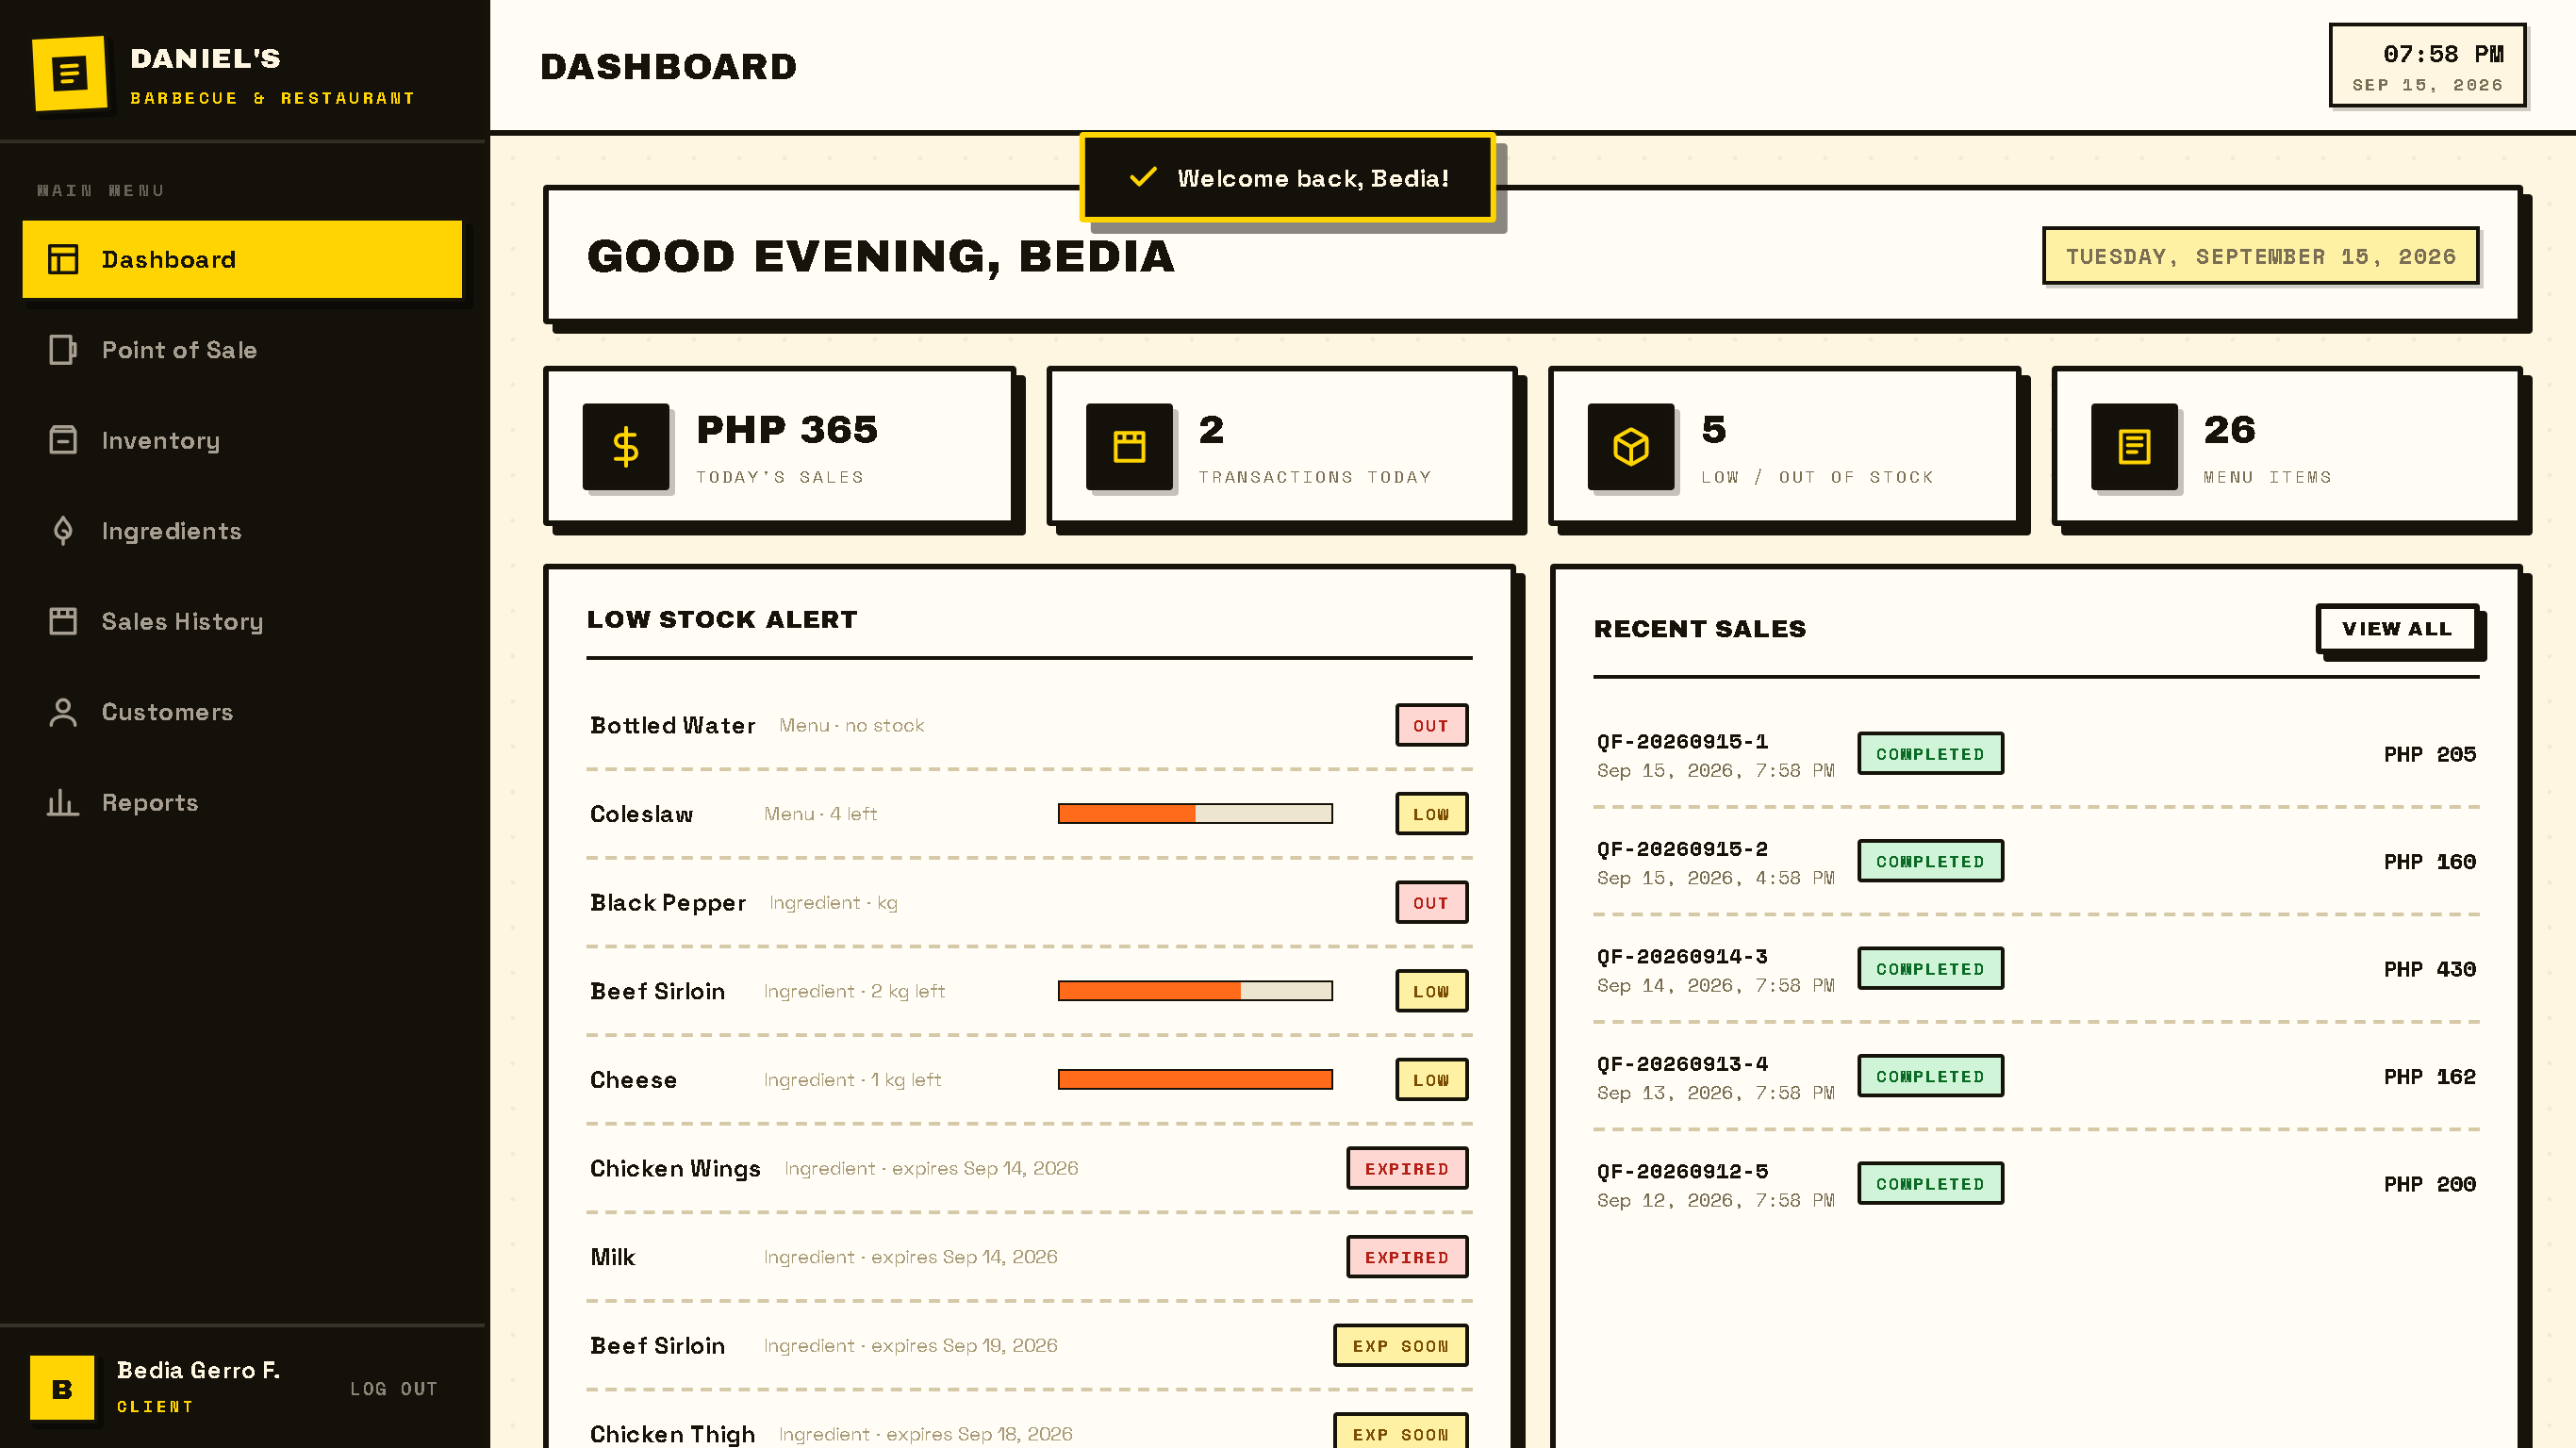 DANIEL'S
BARBECUE & RESTAURANT
MAIN MENU
Dashboard
Point of Sale
Inventory
Ingredients
Sales History
Customers
Reports
B
Bedia Gerro F.
CLIENT
LOG OUT
DASHBOARD
07:58 PM
SEP 15, 2026
Welcome back, Bedia!
GOOD EVENING, BEDIA
TUESDAY, SEPTEMBER 15, 2026
PHP 365
TODAY'S SALES
2
TRANSACTIONS TODAY
5
LOW / OUT OF STOCK
26
MENU ITEMS
LOW STOCK ALERT
Bottled Water Menu · no stock OUT
Coleslaw Menu · 4 left LOW
Black Pepper Ingredient · kg OUT
Beef Sirloin Ingredient · 2 kg left LOW
Cheese Ingredient · 1 kg left LOW
Chicken Wings Ingredient · expires Sep 14, 2026 EXPIRED
Milk Ingredient · expires Sep 14, 2026 EXPIRED
Beef Sirloin Ingredient · expires Sep 19, 2026 EXP SOON
Chicken Thigh Ingredient · expires Sep 18, 2026 EXP SOON
RECENT SALES
VIEW ALL
QF-20260915-1
Sep 15, 2026, 7:58 PM
COMPLETED
PHP 205
QF-20260915-2
Sep 15, 2026, 4:58 PM
COMPLETED
PHP 160
QF-20260914-3
Sep 14, 2026, 7:58 PM
COMPLETED
PHP 430
QF-20260913-4
Sep 13, 2026, 7:58 PM
COMPLETED
PHP 162
QF-20260912-5
Sep 12, 2026, 7:58 PM
COMPLETED
PHP 200